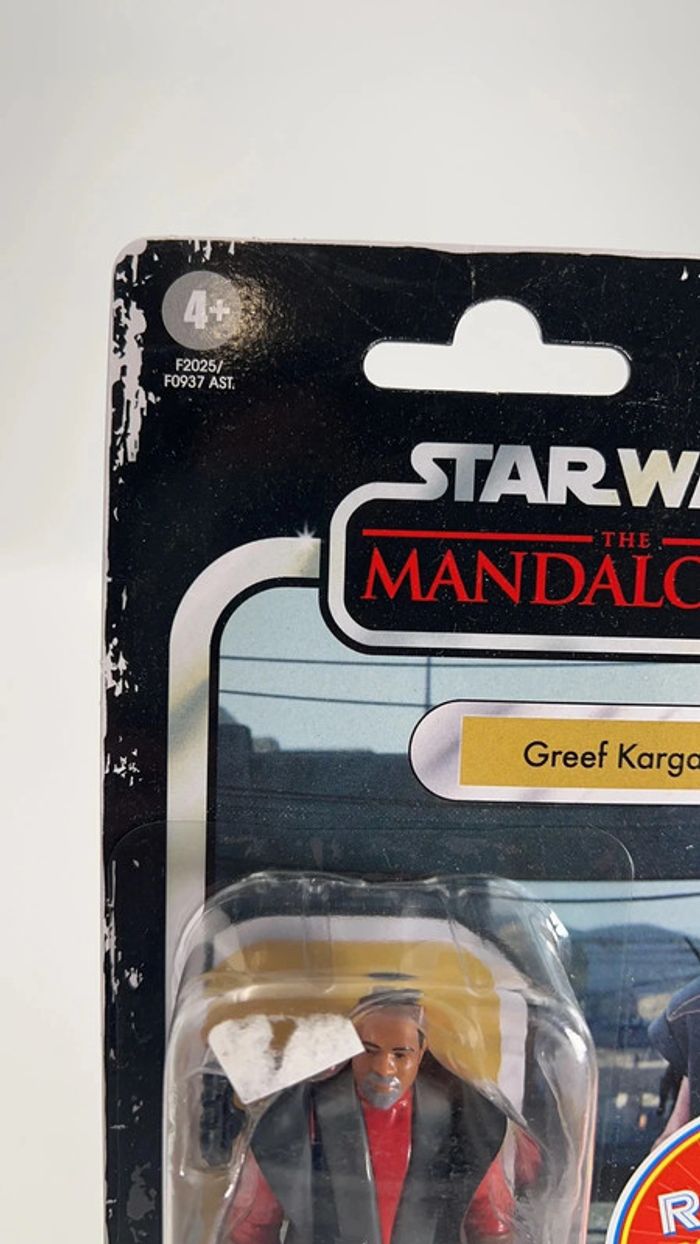 4+
F2025/
F0937 AST.
STAR WA
THE
MANDALO
Greef Karga
R